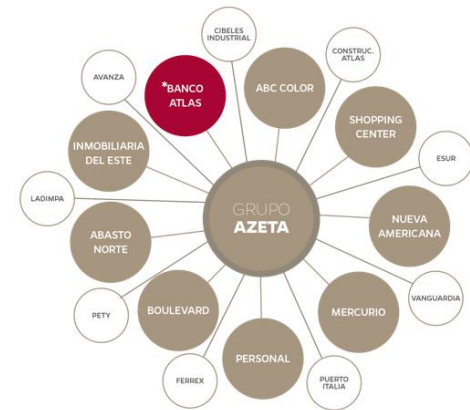 CIBELES
INDUSTRIAL
CONSTRUC.
ATLAS
AVANZA
*BANCO
ATLAS
ABC COLOR
SHOPPING
CENTER
INMOBILIARIA
DEL ESTE
ESUR
LADIMPA
GRUPO
AZETA
ABASTO
NORTE
NUEVA
AMERICANA
PETY
BOULEVARD
MERCURIO
VANGUARDIA
PERSONAL
FERREX
PUERTO
ITALIA